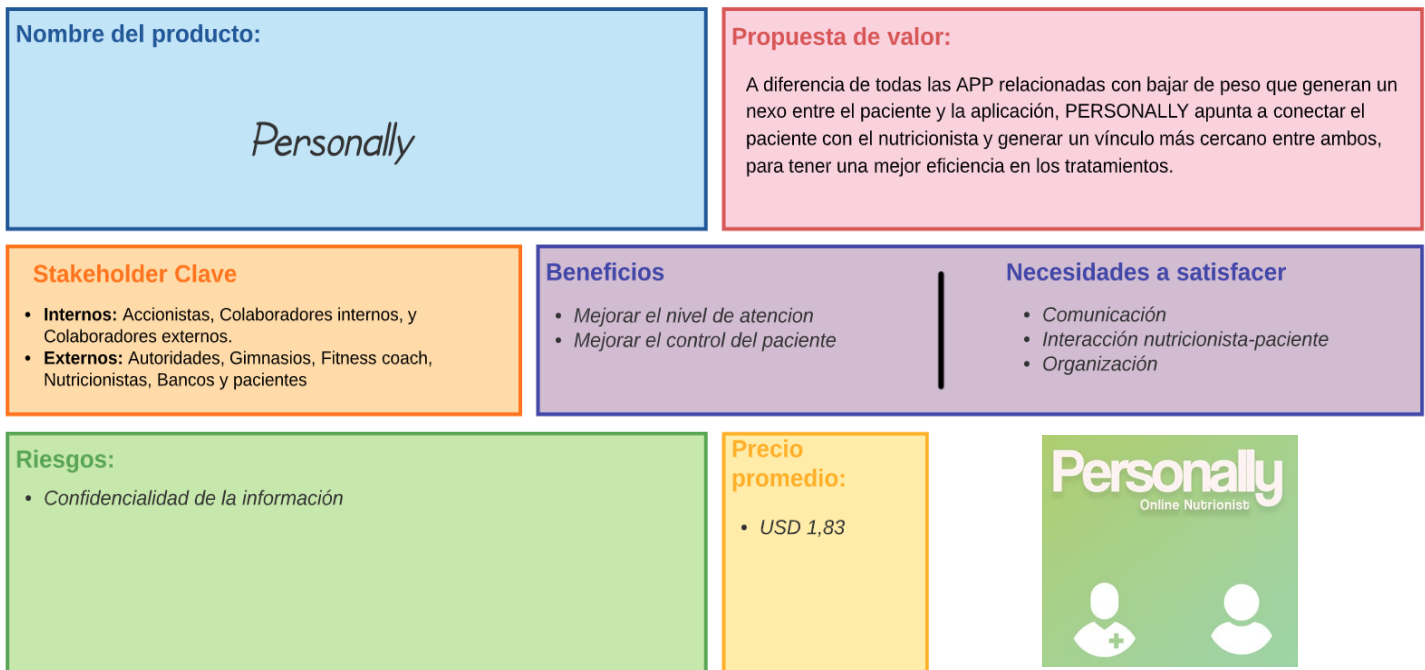 Nombre del producto:
Personally
Propuesta de valor:
A diferencia de todas las APP relacionadas con bajar de peso que generan un
nexo entre el paciente y la aplicación, PERSONALLY apunta a conectar el
paciente con el nutricionista y generar un vínculo más cercano entre ambos,
para tener una mejor eficiencia en los tratamientos.
Stakeholder Clave
• Internos: Accionistas, Colaboradores internos, y
Colaboradores externos.
• Externos: Autoridades, Gimnasios, Fitness coach,
Nutricionistas, Bancos y pacientes
Beneficios
• Mejorar el nivel de atencion
• Mejorar el control del paciente
Necesidades a satisfacer
• Comunicación
• Interacción nutricionista-paciente
• Organización
Riesgos:
• Confidencialidad de la información
Precio
promedio:
• USD 1,83
Personally
Online Nutrionist